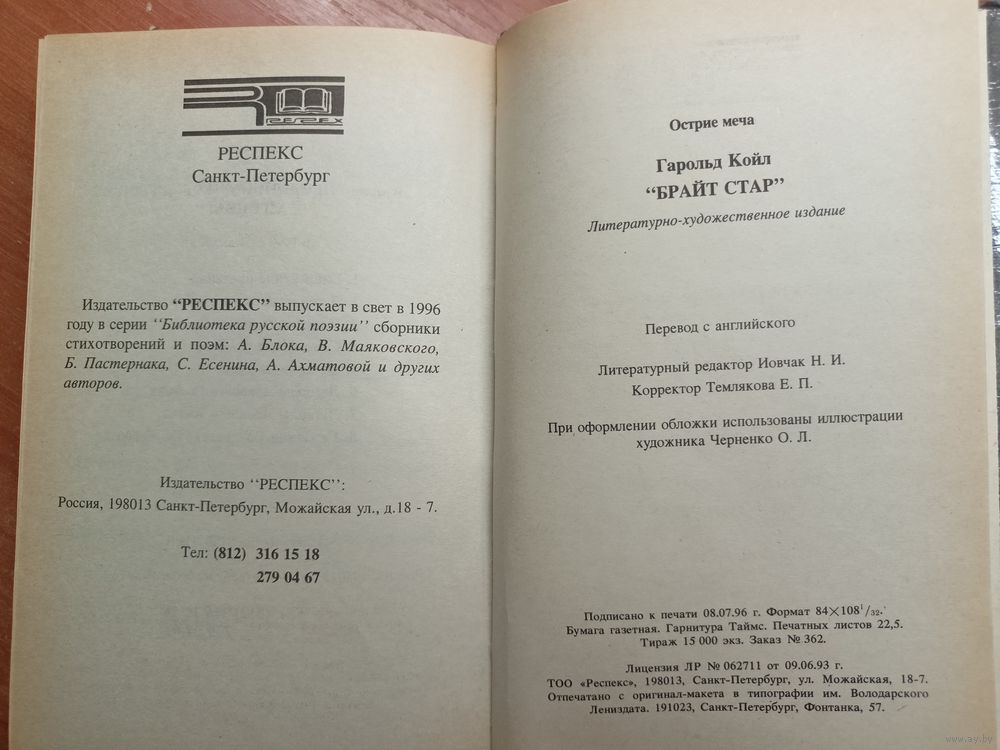 RESPEX
РЕСПЕКС
Санкт-Петербург
Издательство "РЕСПЕКС" выпускает в свет в 1996
году в серии "Библиотека русской поэзии" сборники
стихотворений и поэм: А. Блока, В. Маяковского,
Б. Пастернака, С. Есенина, А. Ахматовой и других
авторов.
Издательство "РЕСПЕКС":
Россия, 198013 Санкт-Петербург, Можайская ул., д.18 - 7.
Тел: (812) 316 15 18
279 04 67
Острие меча
Гарольд Койл
"БРАЙТ СТАР"
Литературно-художественное издание
Перевод с английского
Литературный редактор Иовчак Н. И.
Корректор Темлякова Е. П.
При оформлении обложки использованы иллюстрации
художника Черненко О. Л.
Подписано к печати 08.07.96 г. Формат 84×108 1/32.
Бумага газетная. Гарнитура Таймс. Печатных листов 22,5.
Тираж 15 000 экз. Заказ № 362.
Лицензия ЛР № 062711 от 09.06.93 г.
ТОО «Респекс», 198013, Санкт-Петербург, ул. Можайская, 18-7.
Отпечатано с оригинал-макета в типографии им. Володарского
Лениздата. 191023, Санкт-Петербург, Фонтанка, 57.
www.ay.by